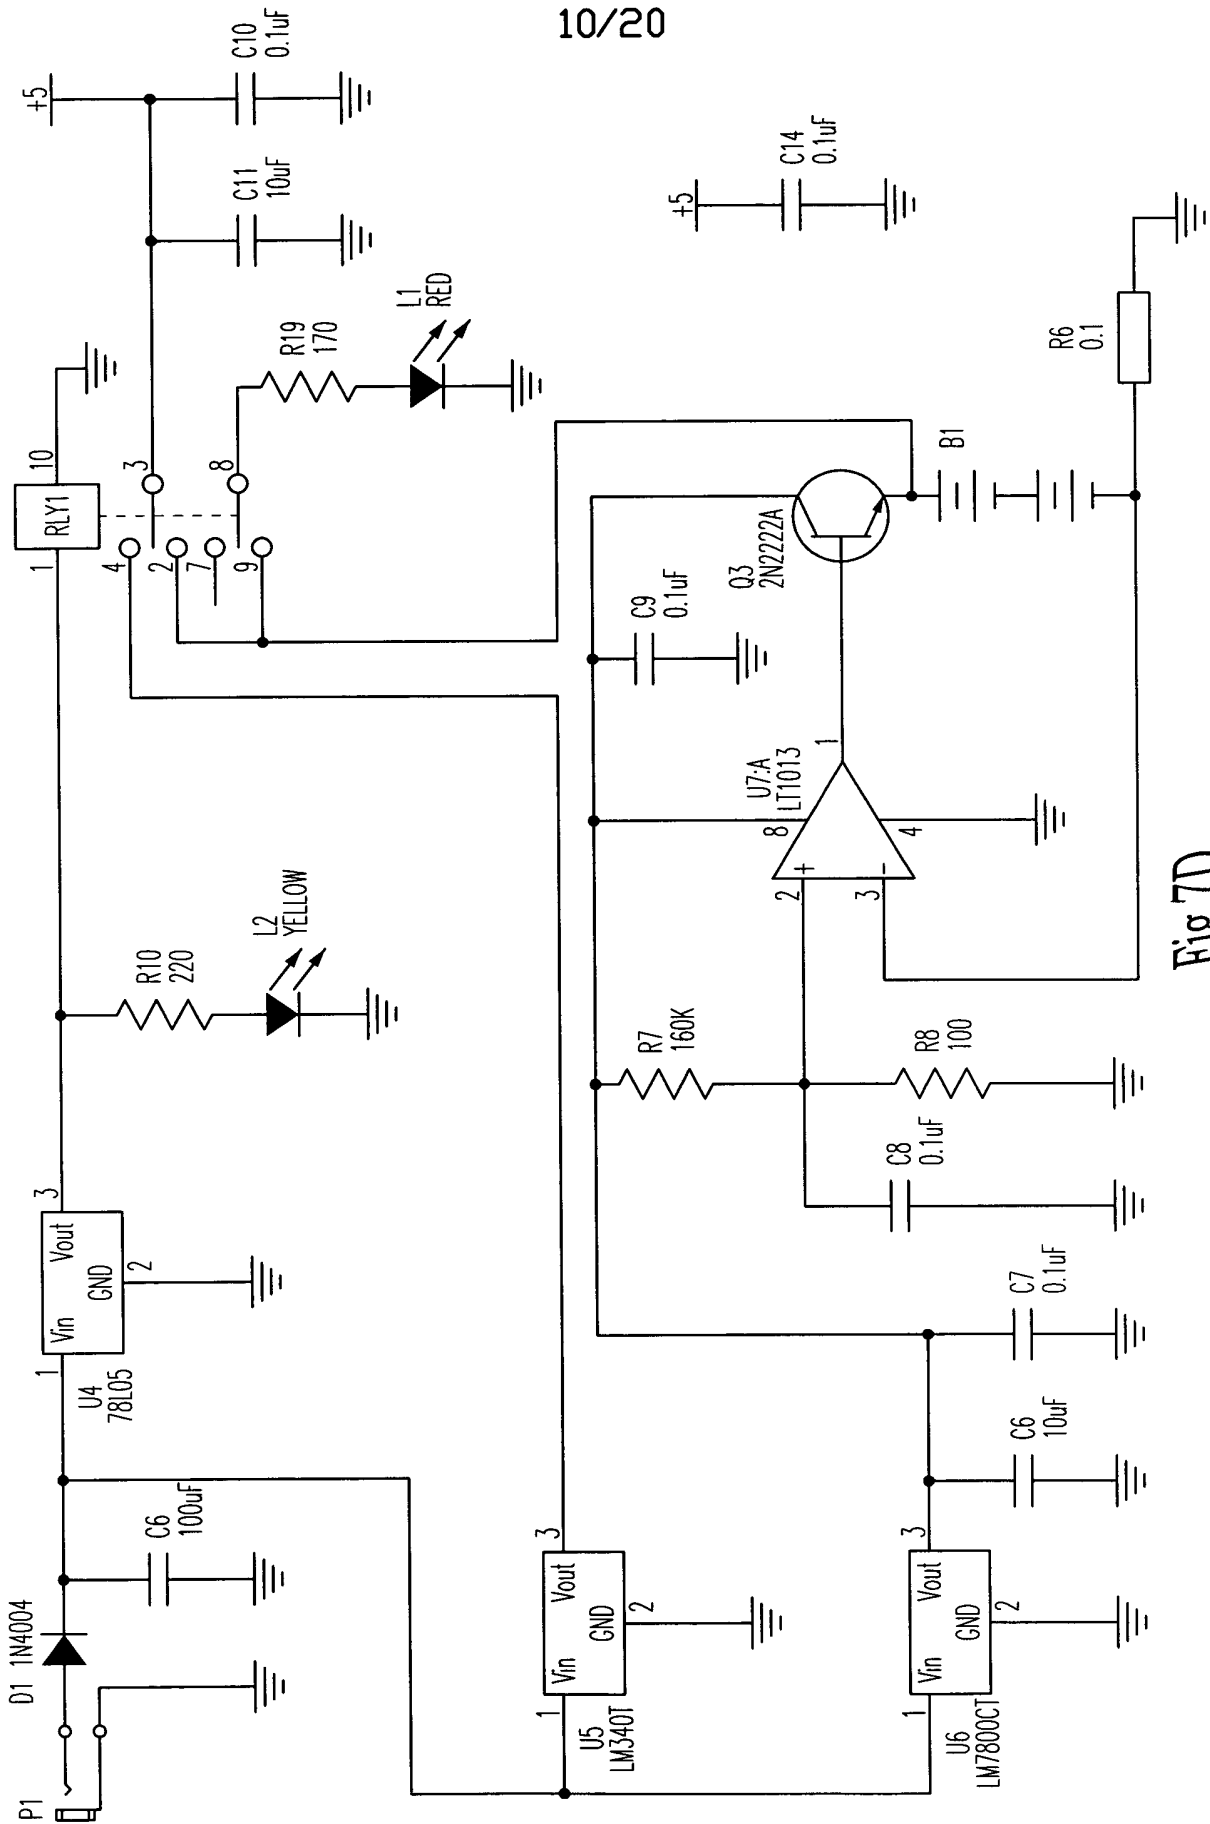 10/20
P1
D1 1N4004
C6
100uF
1
Vin
Vout
GND
3
2
U4
78L05
R10
220
L2
YELLOW
1
RLY1
10
4
2
7
9
3
8
R19
170
L1
RED
+5
C11
10uF
C10
0.1uF
1
Vin
Vout
GND
3
2
U5
LM340T
1
Vin
Vout
GND
3
2
U6
LM7800CT
C6
10uF
C7
0.1uF
R7
160K
C8
0.1uF
R8
100
2
+
3
-
8
4
1
U7:A
LT1013
C9
0.1uF
Q3
2N2222A
B1
R6
0.1
+5
C14
0.1uF
Fig 7D